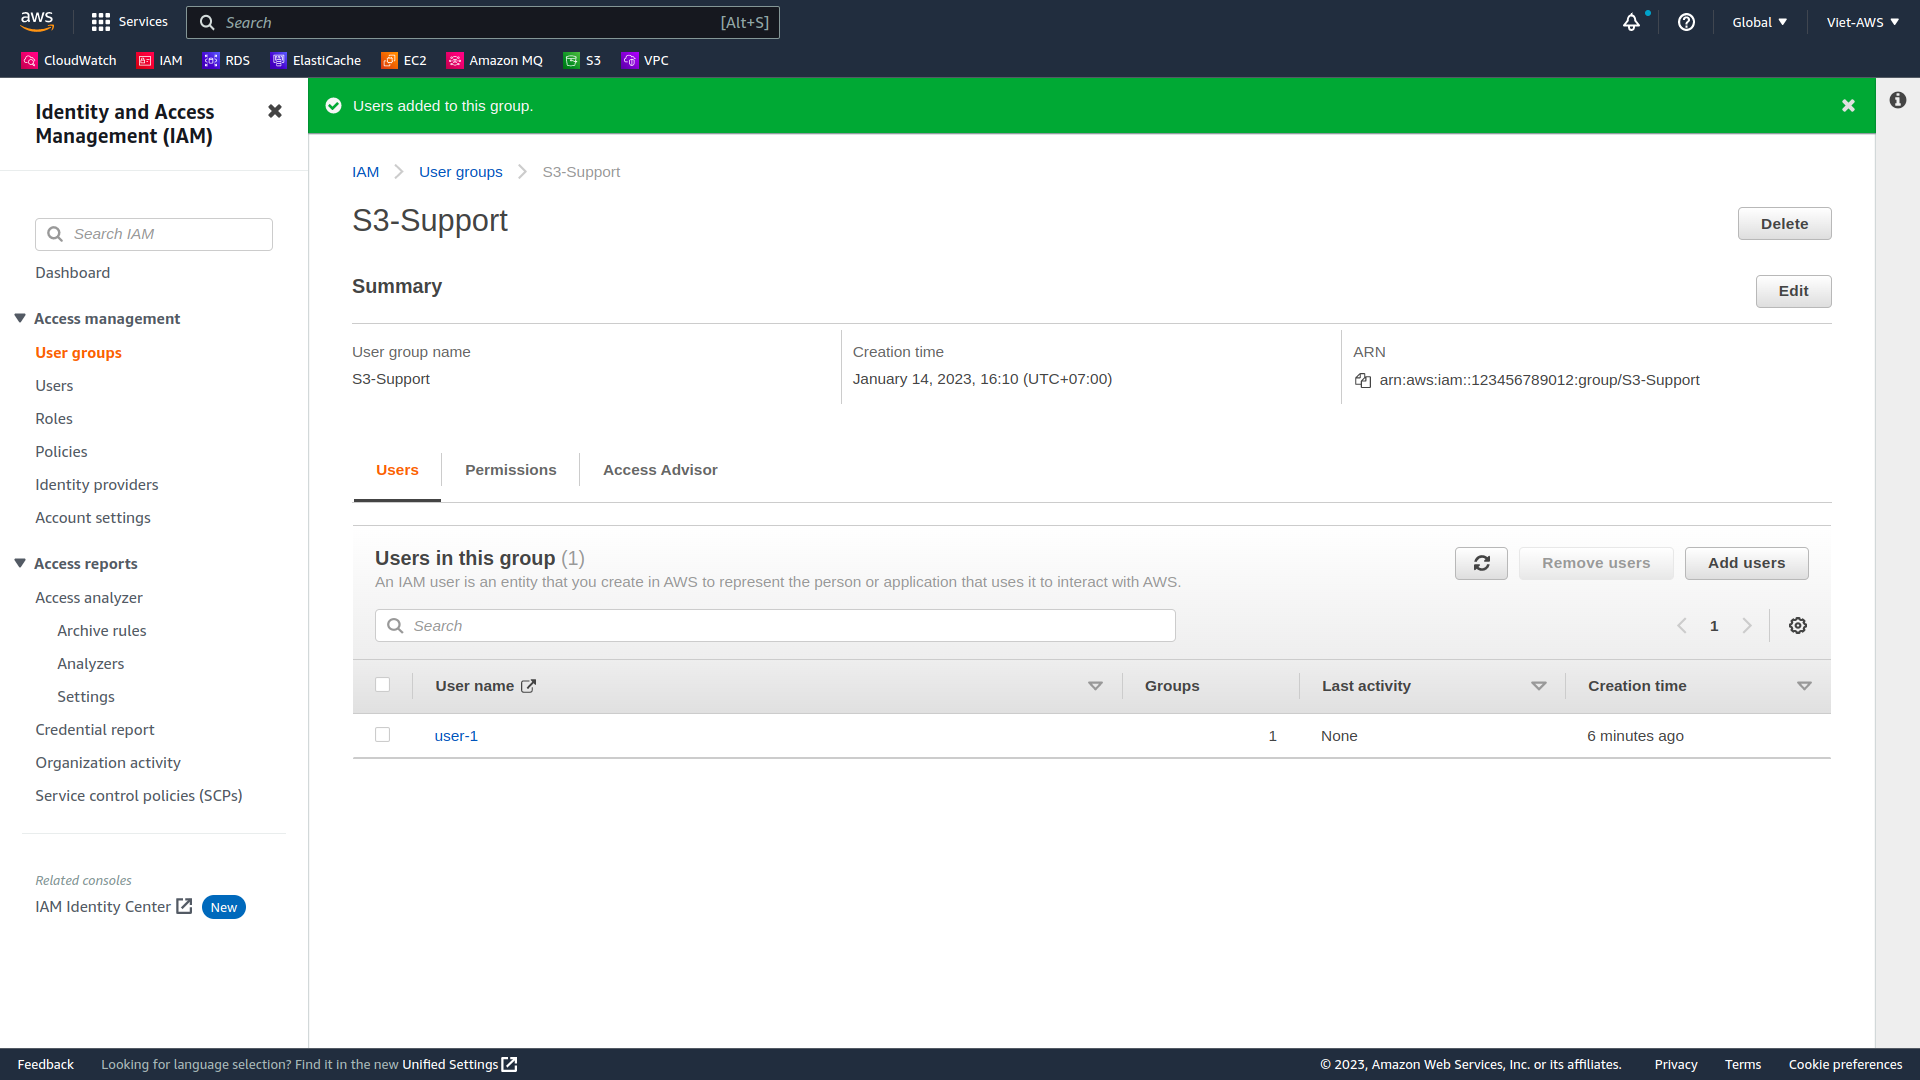 aws
Services
Search [Alt+S]
Global
Viet-AWS
CloudWatch IAM RDS ElastiCache EC2 Amazon MQ S3 VPC
Identity and Access
Management (IAM)
Search IAM
Dashboard
Access management
User groups
Users
Roles
Policies
Identity providers
Account settings
Access reports
Access analyzer
Archive rules
Analyzers
Settings
Credential report
Organization activity
Service control policies (SCPs)
Related consoles
IAM Identity Center New
Users added to this group.
IAM User groups S3-Support
S3-Support
Delete
Summary
Edit
User group name
S3-Support
Creation time
January 14, 2023, 16:10 (UTC+07:00)
ARN
arn:aws:iam::123456789012:group/S3-Support
Users Permissions Access Advisor
Users in this group (1)
An IAM user is an entity that you create in AWS to represent the person or application that uses it to interact with AWS.
Remove users
Add users
Search
1
User name Groups Last activity Creation time
user-1 1 None 6 minutes ago
Feedback Looking for language selection? Find it in the new Unified Settings
© 2023, Amazon Web Services, Inc. or its affiliates. Privacy Terms Cookie preferences